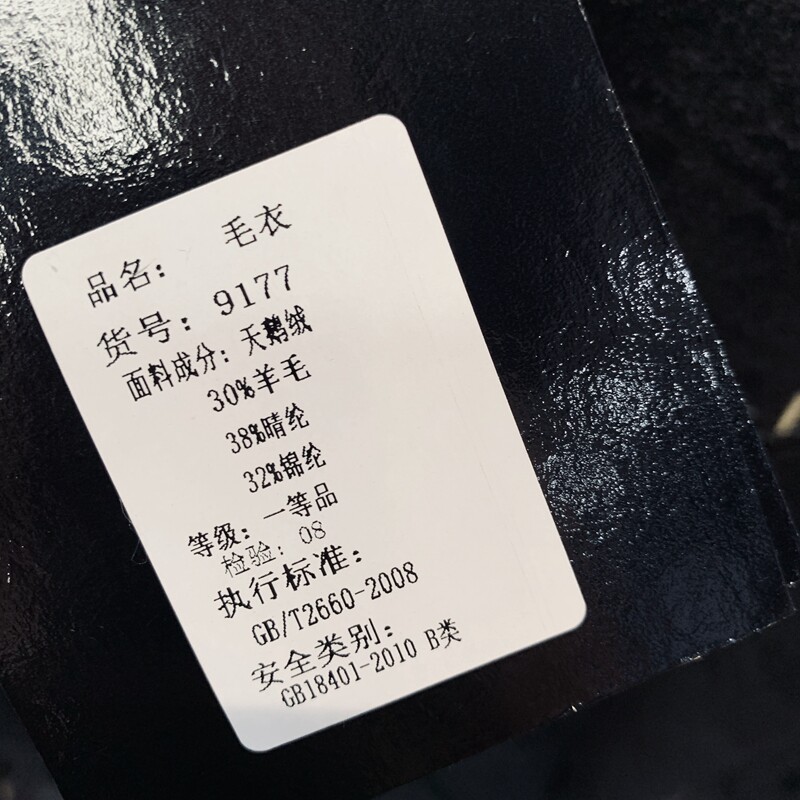 品名: 毛衣
货号: 9177
面料成分: 天鹅绒
30%羊毛
38%晴纶
32%锦纶
等级: 一等品
检验: 08
执行标准:
GB/T2660-2008
安全类别:
GB18401-2010 B类